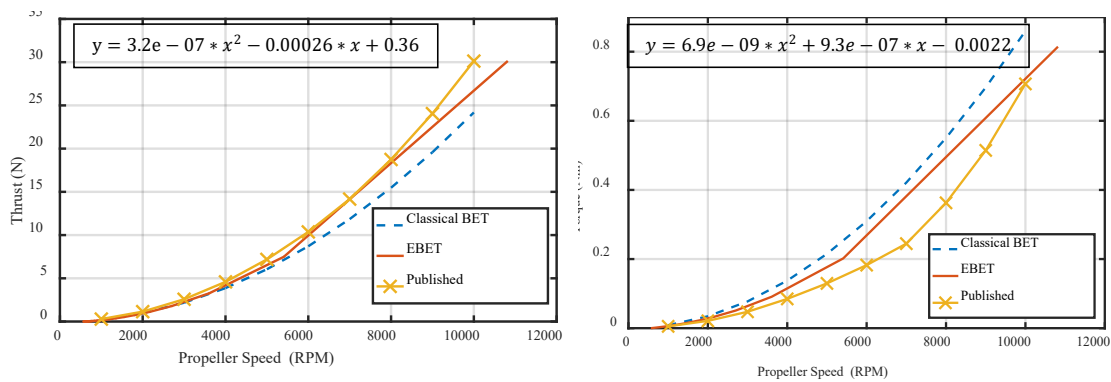 35
y = 3.2e − 07 ∗ x² − 0.00026 ∗ x + 0.36
30
25
20
15
10
5
0
Thrust (N)
Classical BET
EBET
Published
0 2000 4000 6000 8000 10000 12000
Propeller Speed (RPM)
0.8
y = 6.9e − 09 ∗ x² + 9.3e − 07 ∗ x − 0.0022
0.6
0.4
0.2
0
Classical BET
EBET
Published
0 2000 4000 6000 8000 10000 12000
Propeller Speed (RPM)